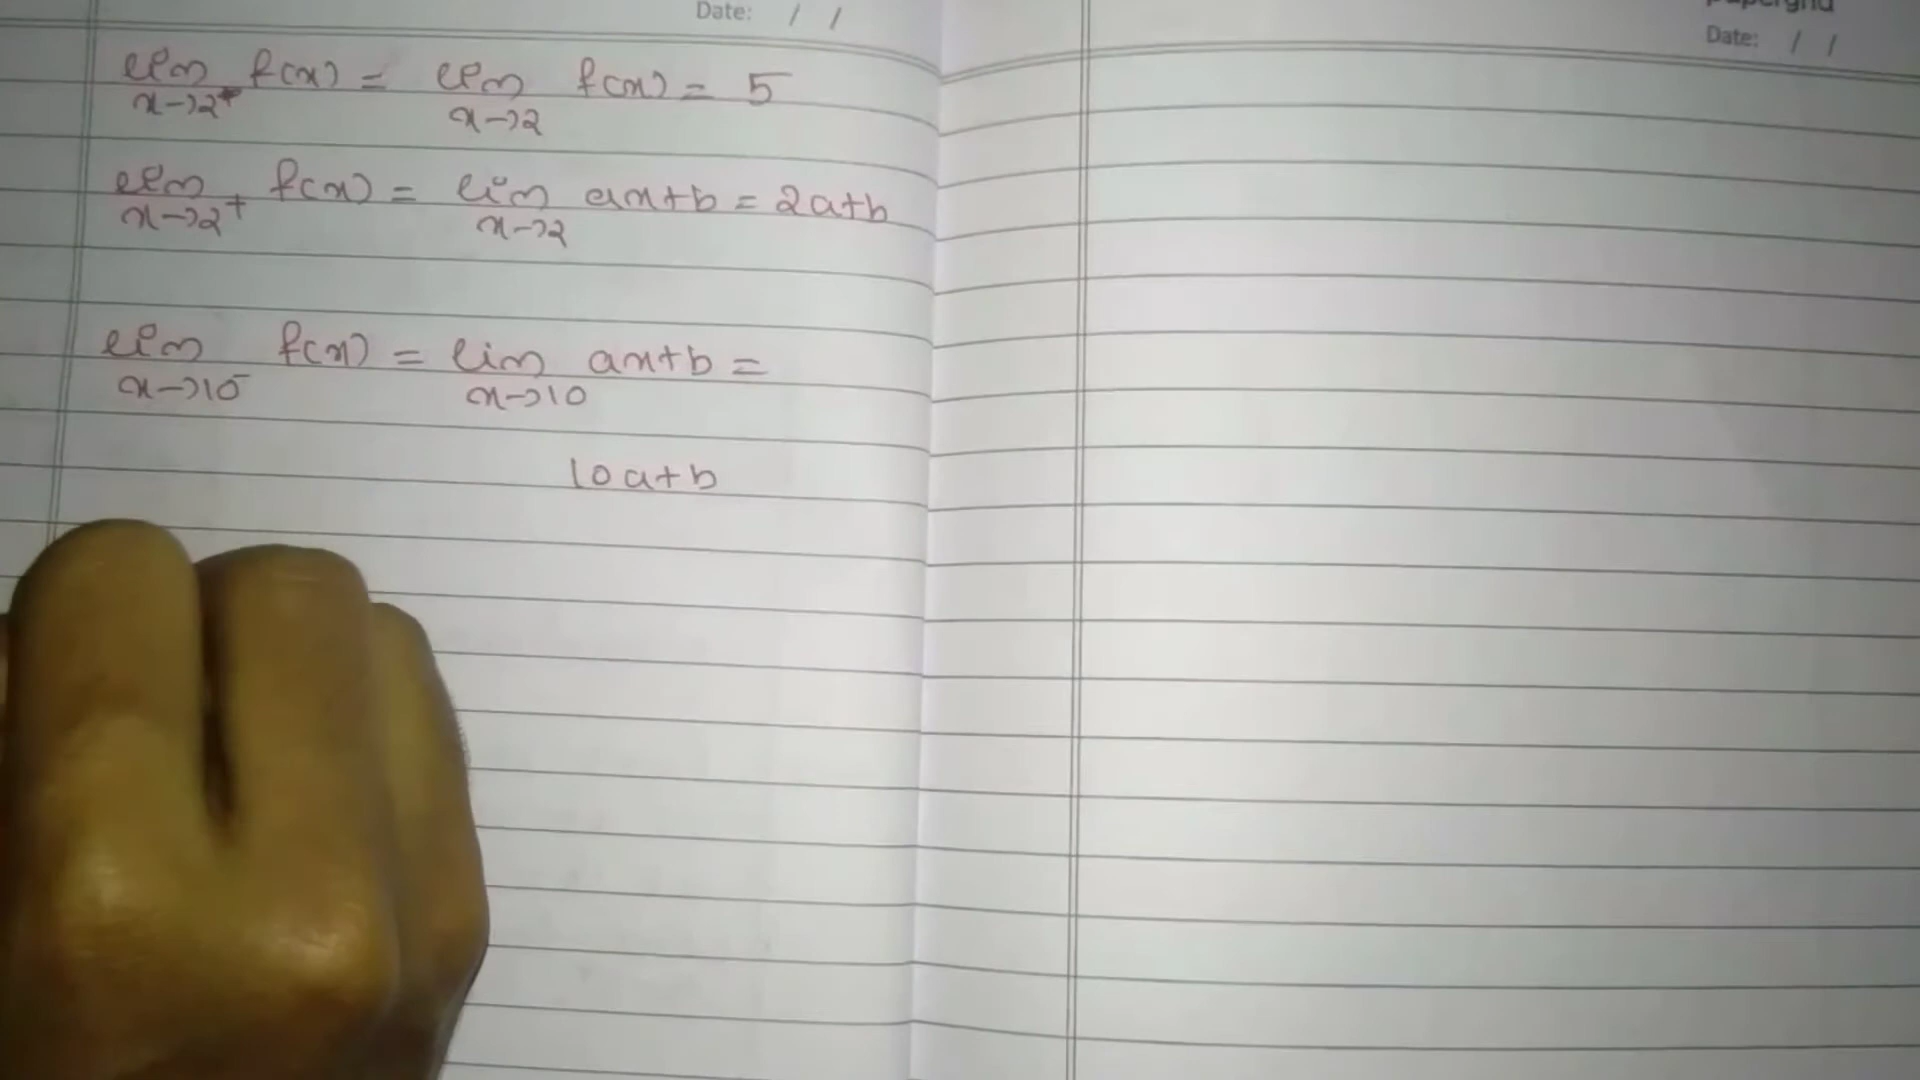 Date: / /
Date: / /
lim f(x) = lim f(x) = 5
x→2⁻ x→2
lim f(x) = lim ax+b = 2a+b
x→2⁺ x→2
lim f(x) = lim ax+b =
x→10⁻ x→10
10a+b